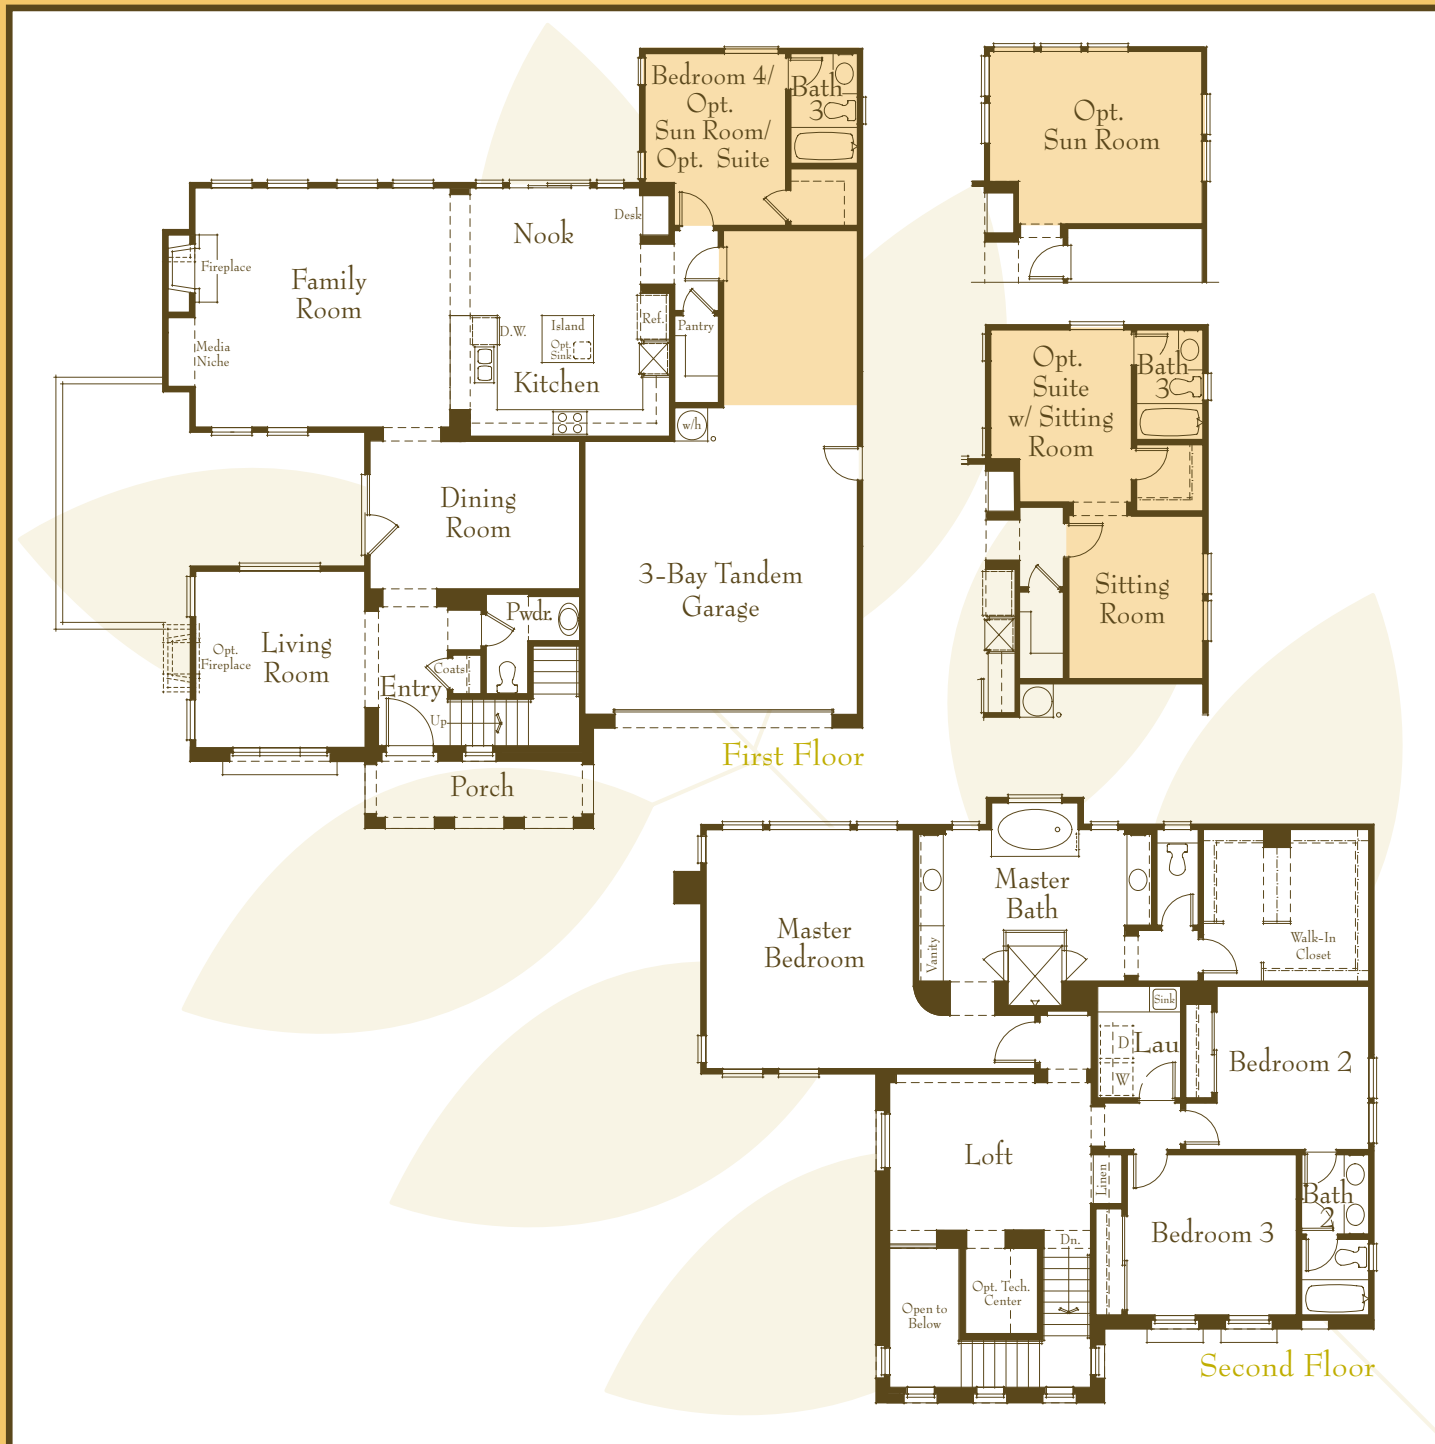 Bedroom 4/
Opt.
Sun Room/
Opt. Suite
Bath
3
Desk
Nook
Fireplace
Family
Room
Media
Niche
D.W.
Island
Opt.
Sink
Ref.
Pantry
Kitchen
w/h
Dining
Room
3-Bay Tandem
Garage
Pwdr.
Opt.
Fireplace
Living
Room
Coats
Entry
Up
Porch
First Floor
Opt.
Sun Room
Opt.
Suite
w/ Sitting
Room
Bath
3
Sitting
Room
Master
Bedroom
Master
Bath
Vanity
Walk-In
Closet
Sink
D
W
Lau
Bedroom 2
Loft
Linen
Bath
2
Bedroom 3
Dn.
Opt. Tech.
Center
Open to
Below
Second Floor